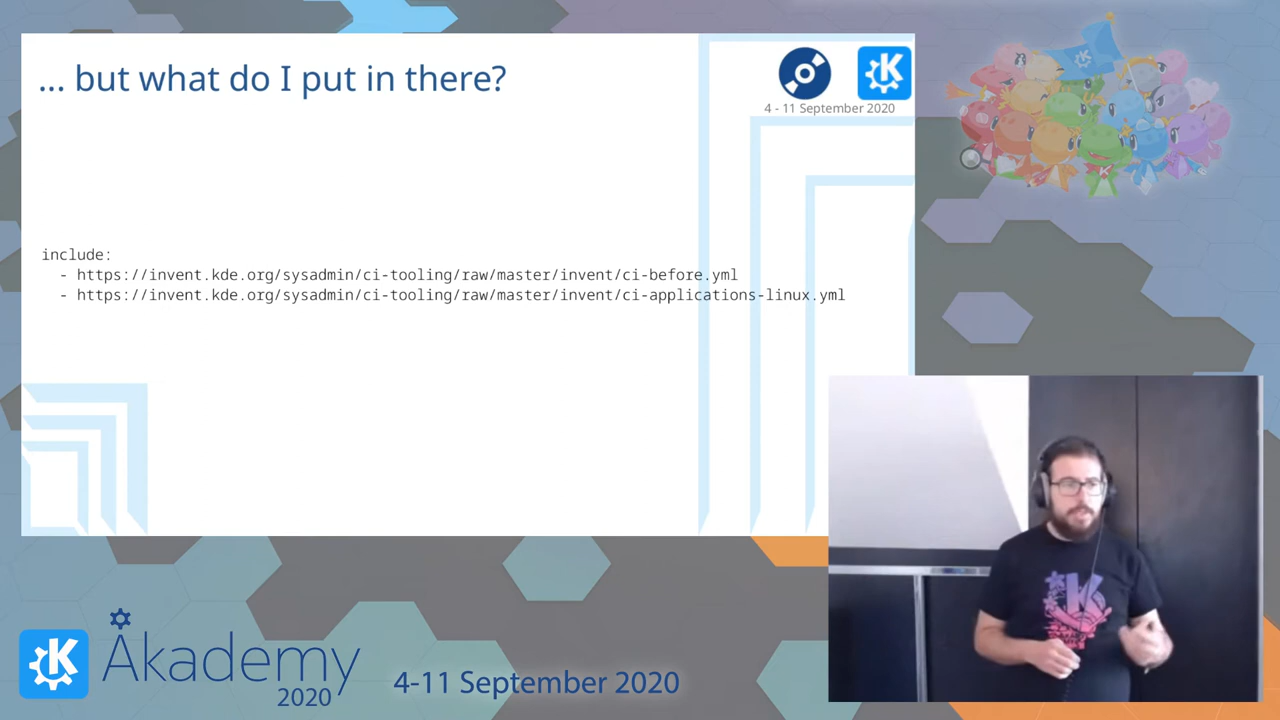 ... but what do I put in there?
4 - 11 September 2020
include:
- https://invent.kde.org/sysadmin/ci-tooling/raw/master/invent/ci-before.yml
- https://invent.kde.org/sysadmin/ci-tooling/raw/master/invent/ci-applications-linux.yml
K
Akademy
2020
4-11 September 2020